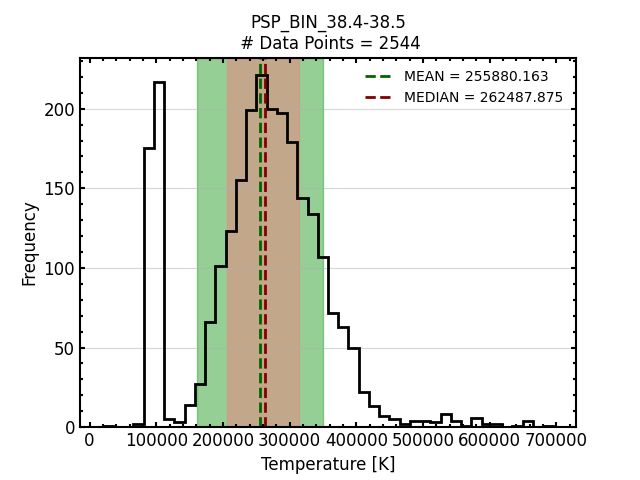 PSP_BIN_38.4-38.5
# Data Points = 2544
MEAN = 255880.163
MEDIAN = 262487.875
Frequency
200
150
100
50
0
0 100000 200000 300000 400000 500000 600000 700000
Temperature [K]